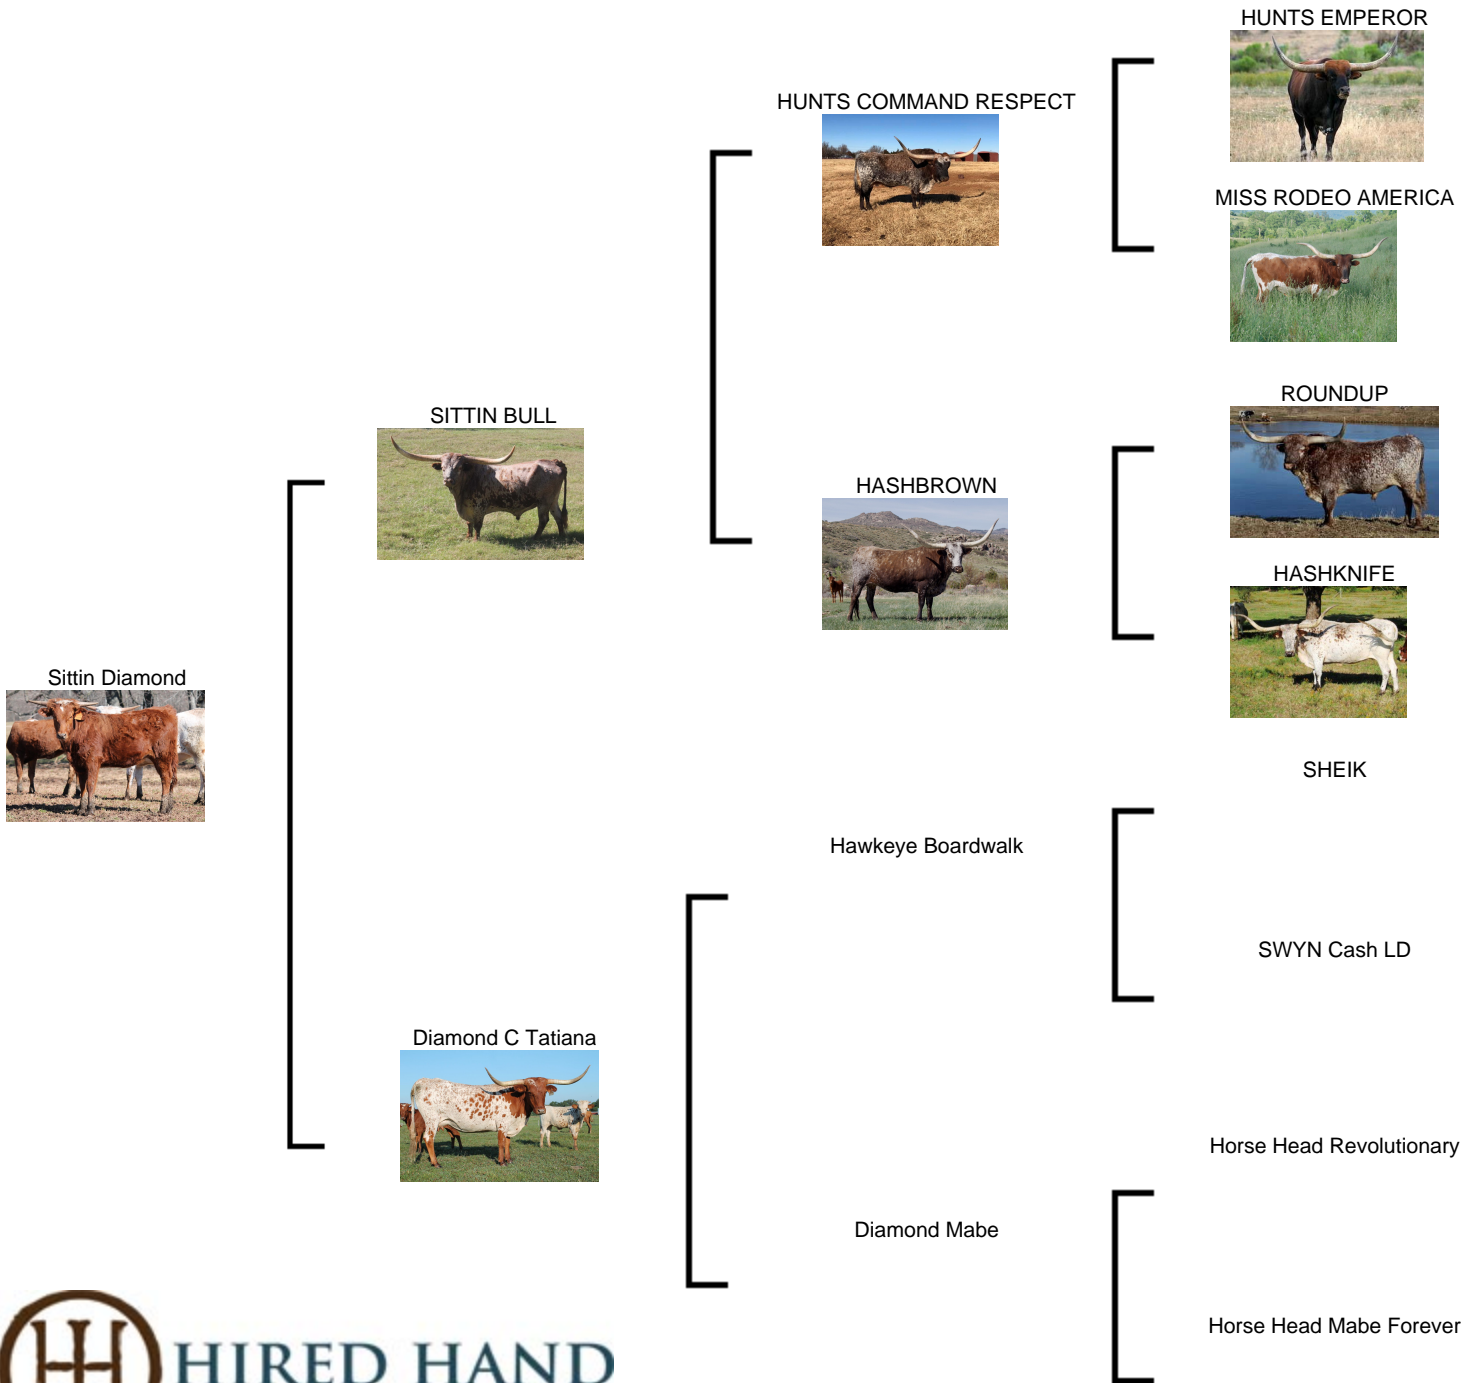 HUNTS EMPEROR
HUNTS COMMAND RESPECT
MISS RODEO AMERICA
SITTIN BULL
ROUNDUP
HASHBROWN
HASHKNIFE
Sittin Diamond
SHEIK
Hawkeye Boardwalk
SWYN Cash LD
Diamond C Tatiana
Horse Head Revolutionary
Diamond Mabe
Horse Head Mabe Forever
HIRED HAND